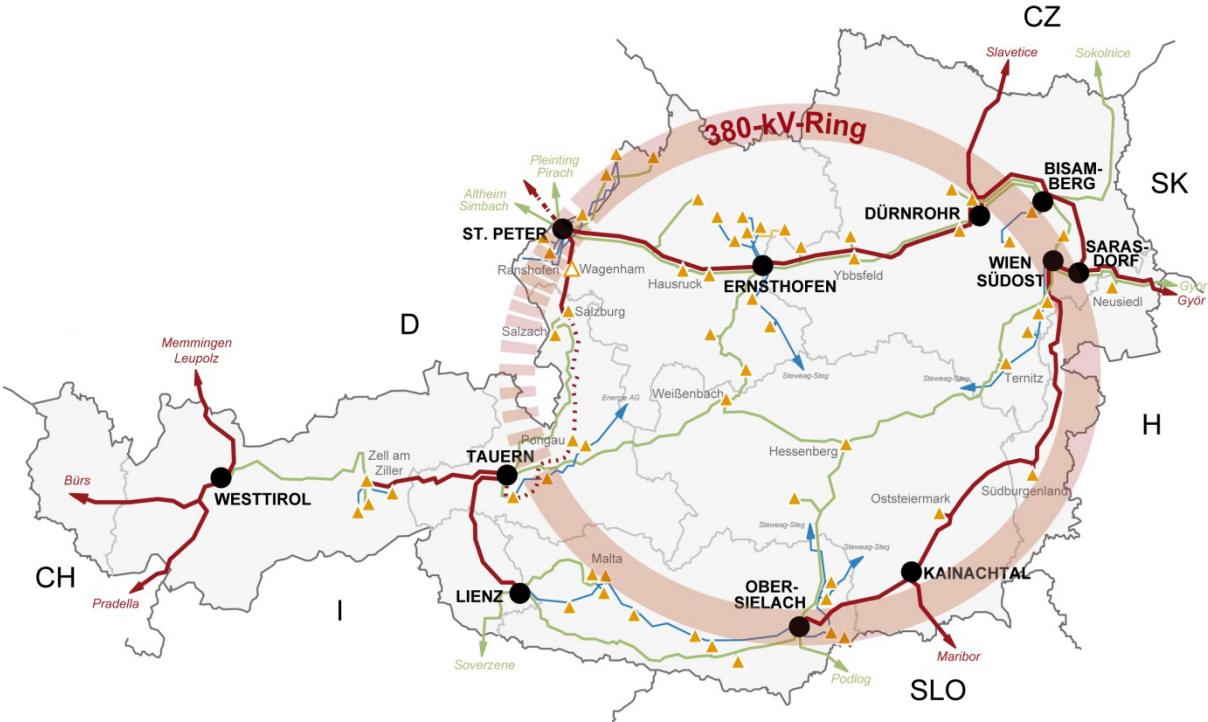 CZ
Slavetice
Sokolnice
380-kV-Ring
Pleinting
Pirach
Altheim
Simbach
BISAM-
BERG
SK
DÜRNROHR
ST. PETER
WIEN
SÜDOST
SARAS-
DORF
Ranshofen
Wagenham
Hausruck
ERNSTHOFEN
Ybbsfeld
Neusiedl
Györ
Györ
Salzburg
Salzach
D
Memmingen
Leupolz
Steweag-Steg
Steweag-Steg
Ternitz
Weißenbach
Energie AG
H
Pongau
Hessenberg
Zell am
Ziller
TAUERN
WESTTIROL
Bürs
Oststeiermark
Südburgenland
Steweag-Steg
Steweag-Steg
Malta
CH
KAINACHTAL
LIENZ
OBER-
SIELACH
Pradella
I
Soverzene
Maribor
Podlog
SLO